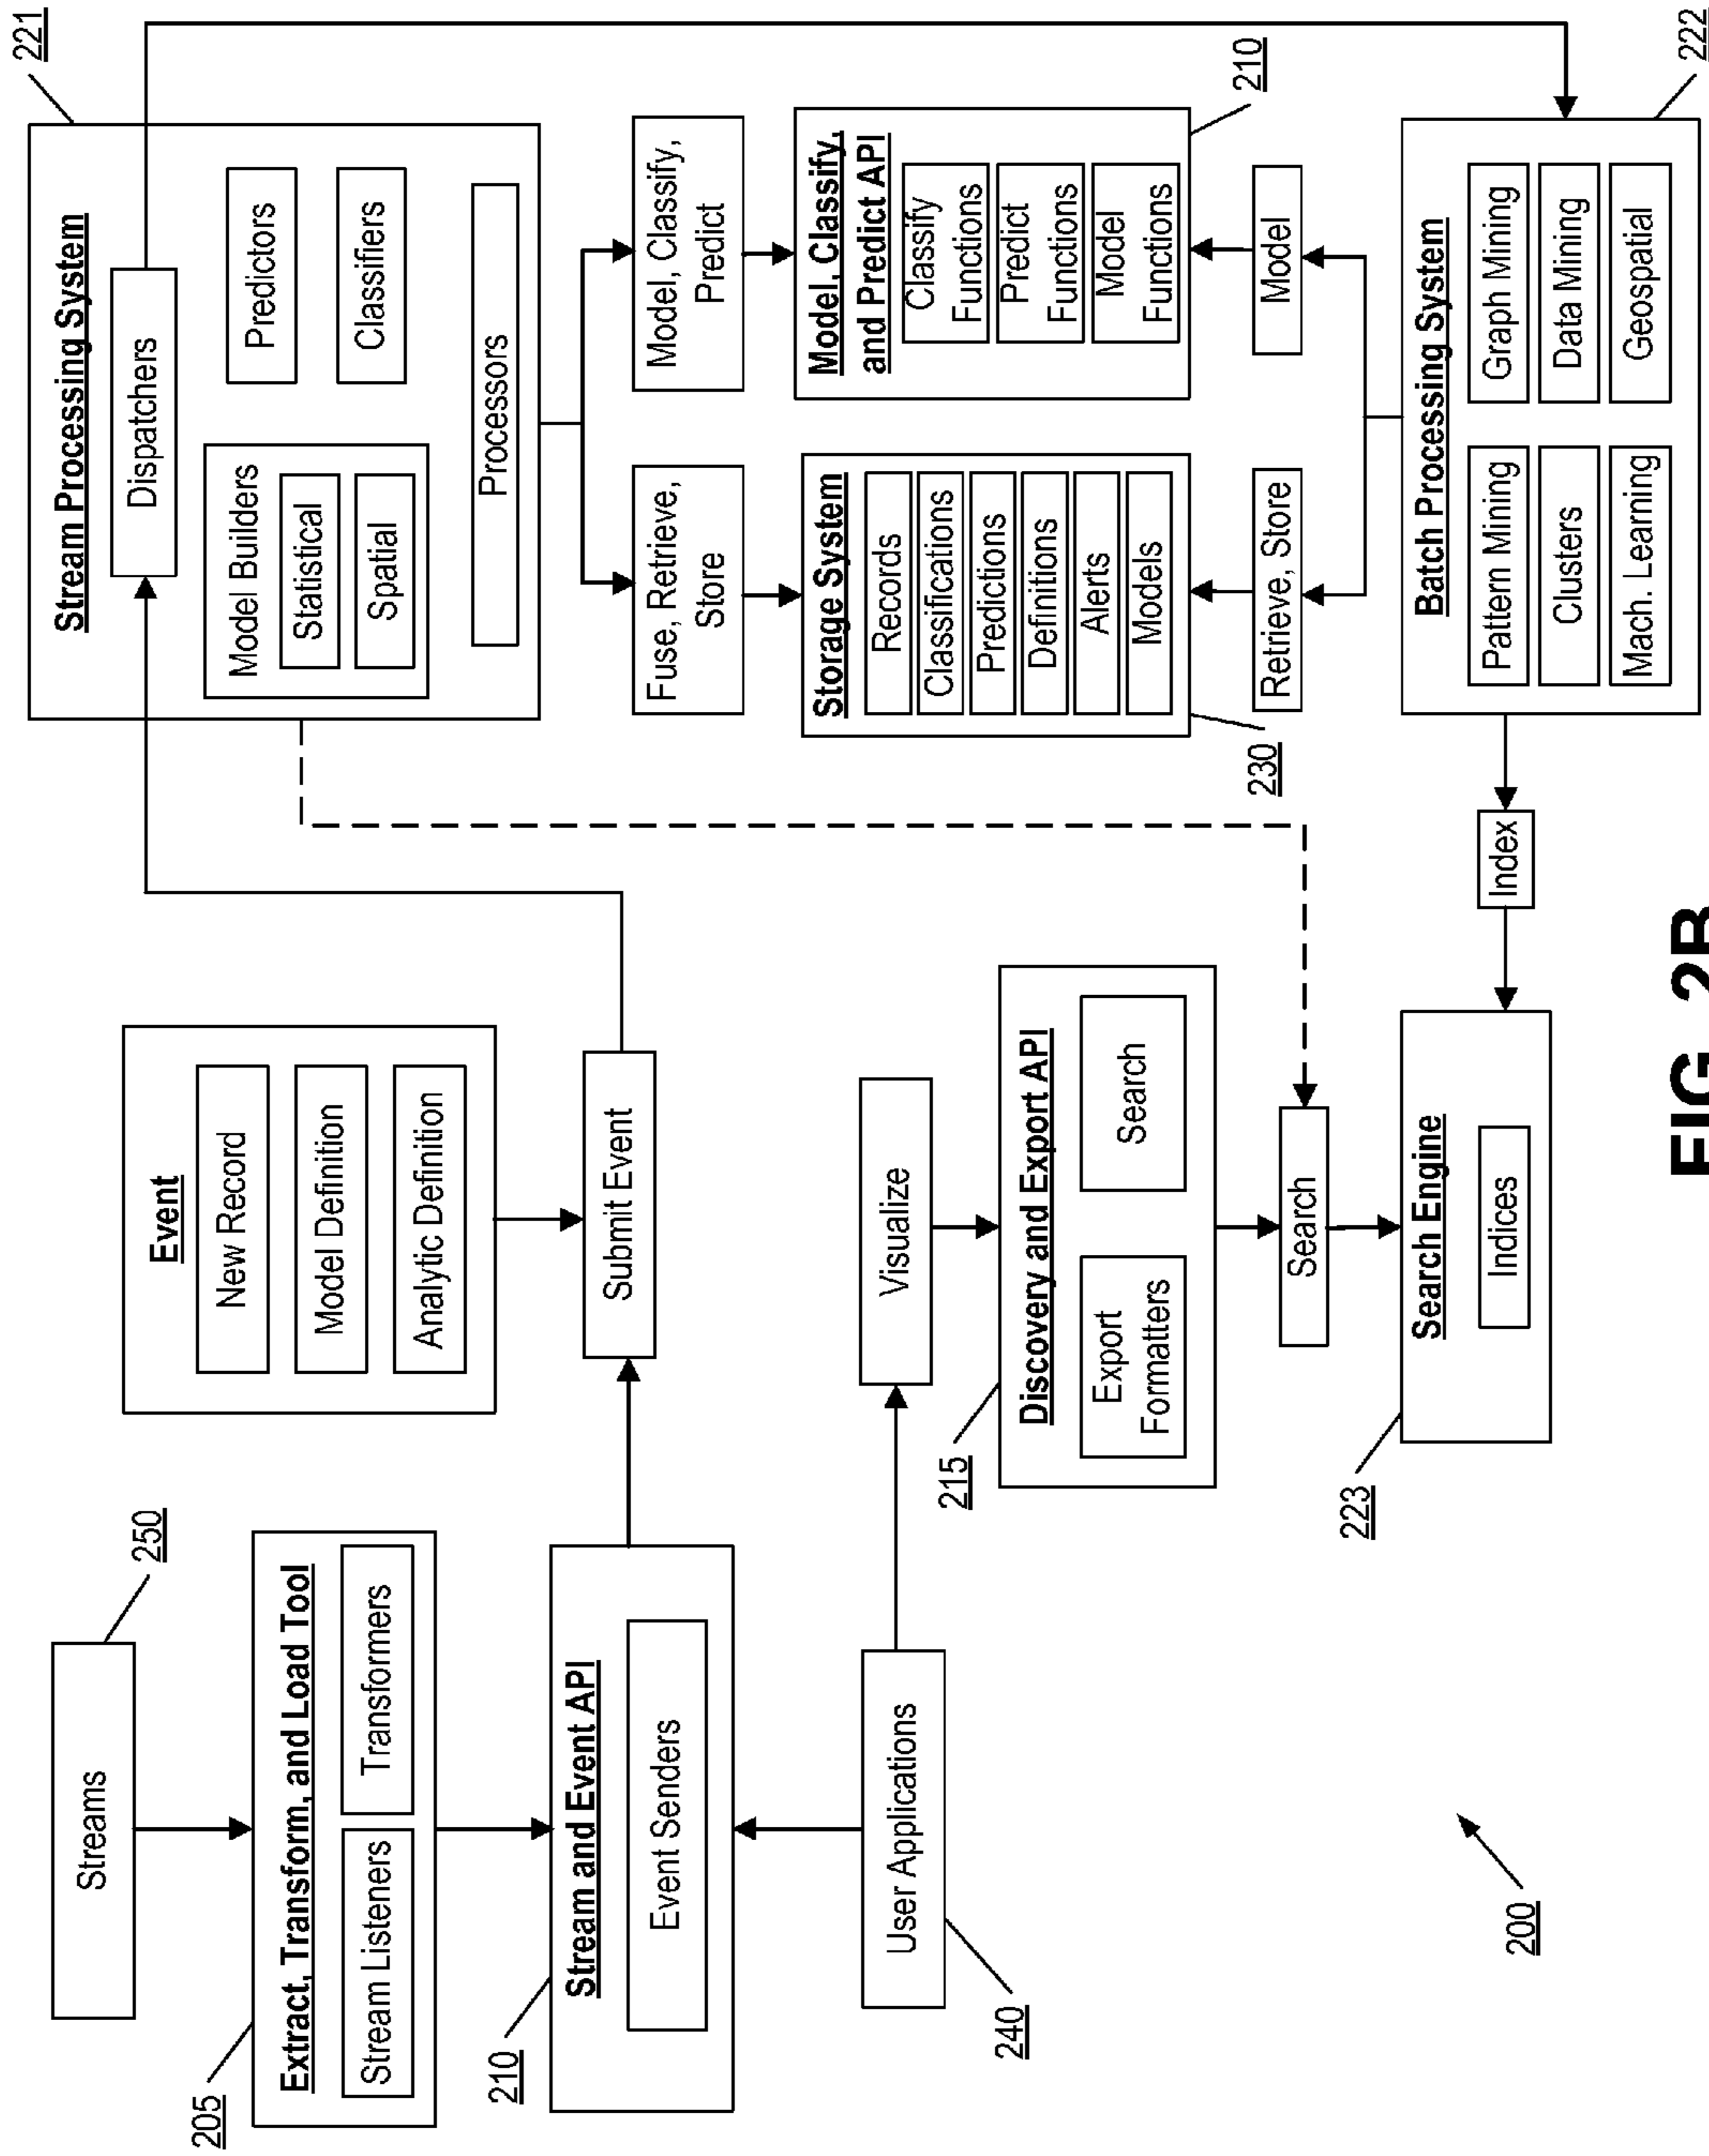 Streams
250
Extract, Transform, and Load Tool
Stream Listeners
Transformers
205
Stream and Event API
Event Senders
210
User Applications
240
200
Event
New Record
Model Definition
Analytic Definition
Submit Event
Visualize
215
Discovery and Export API
Export
Formatters
Search
Search
223
Search Engine
Indices
Index
221
Stream Processing System
Dispatchers
Model Builders
Statistical
Spatial
Predictors
Classifiers
Processors
Fuse, Retrieve,
Store
Model, Classify,
Predict
Storage System
Records
Classifications
Predictions
Definitions
Alerts
Models
230
Model, Classify,
and Predict API
Classify
Functions
Predict
Functions
Model
Functions
210
Retrieve, Store
Model
Batch Processing System
Pattern Mining
Graph Mining
Clusters
Data Mining
Mach. Learning
Geospatial
222
FIG. 2B